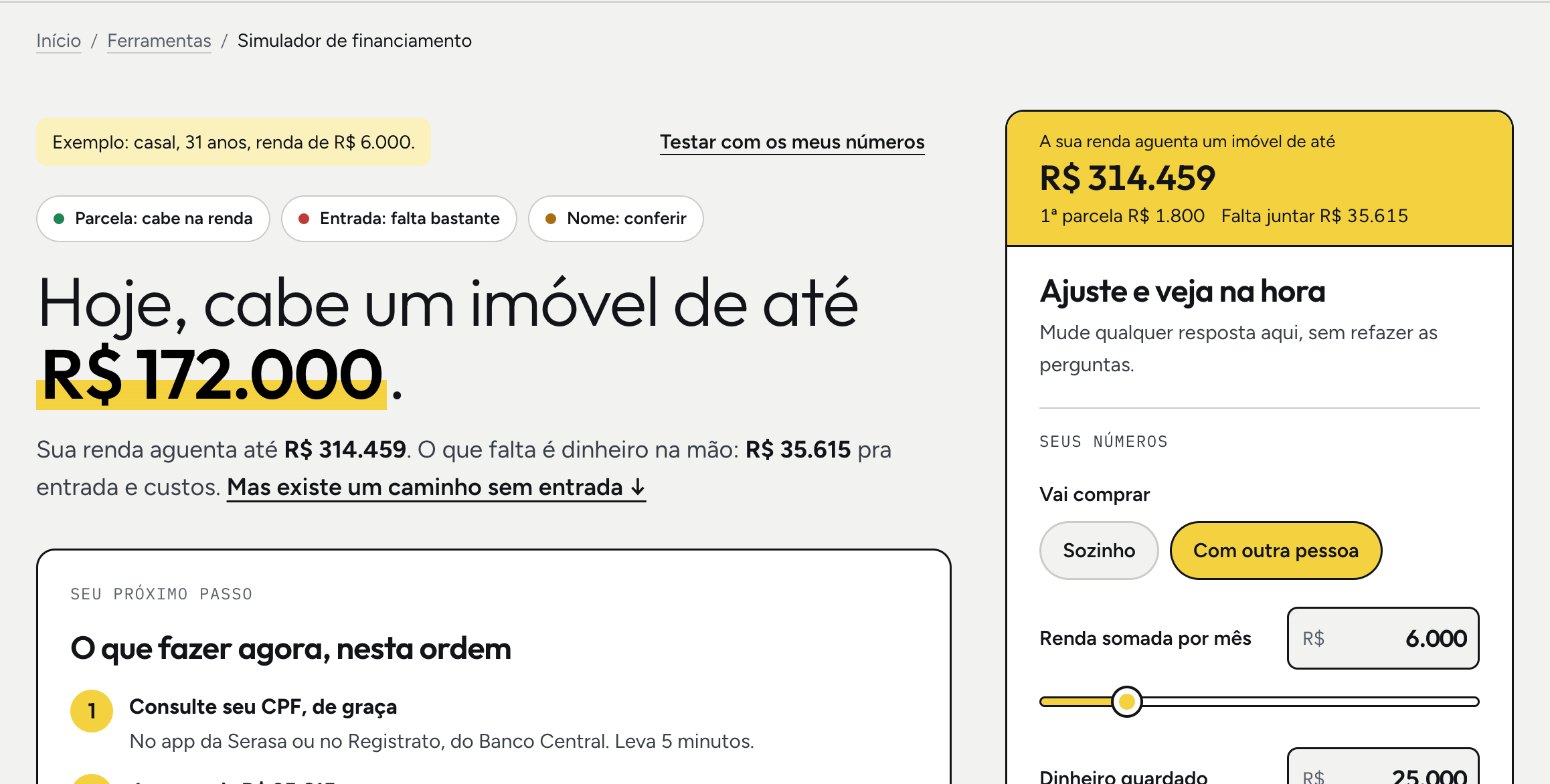 Início / Ferramentas / Simulador de financiamento
Exemplo: casal, 31 anos, renda de R$ 6.000.
Testar com os meus números
Parcela: cabe na renda
Entrada: falta bastante
Nome: conferir
Hoje, cabe um imóvel de até
R$ 172.000.
Sua renda aguenta até R$ 314.459. O que falta é dinheiro na mão: R$ 35.615 pra
entrada e custos. Mas existe um caminho sem entrada ↓
SEU PRÓXIMO PASSO
O que fazer agora, nesta ordem
1 Consulte seu CPF, de graça
No app da Serasa ou no Registrato, do Banco Central. Leva 5 minutos.
A sua renda aguenta um imóvel de até
R$ 314.459
1ª parcela R$ 1.800 Falta juntar R$ 35.615
Ajuste e veja na hora
Mude qualquer resposta aqui, sem refazer as
perguntas.
SEUS NÚMEROS
Vai comprar
Sozinho
Com outra pessoa
Renda somada por mês
R$ 6.000
Dinheiro guardado
R$ 25.000